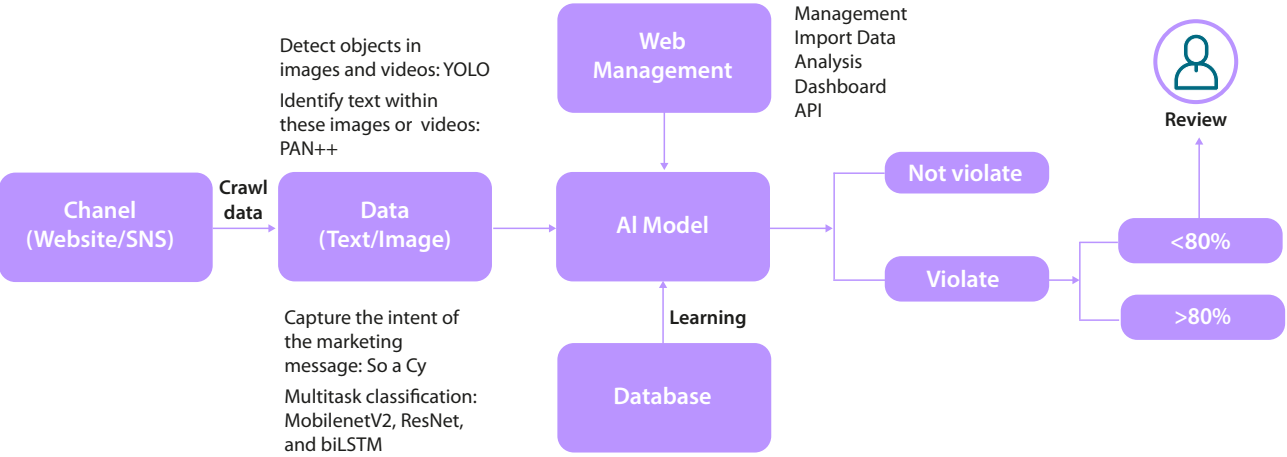 Detect objects in
images and videos: YOLO
Identify text within
these images or videos:
PAN++
Web
Management
Management
Import Data
Analysis
Dashboard
API
Review
Chanel
(Website/SNS)
Crawl
data
Data
(Text/Image)
AI Model
Not violate
Violate
<80%
>80%
Capture the intent of
the marketing
message: So a Cy
Multitask classification:
MobilenetV2, ResNet,
and biLSTM
Learning
Database